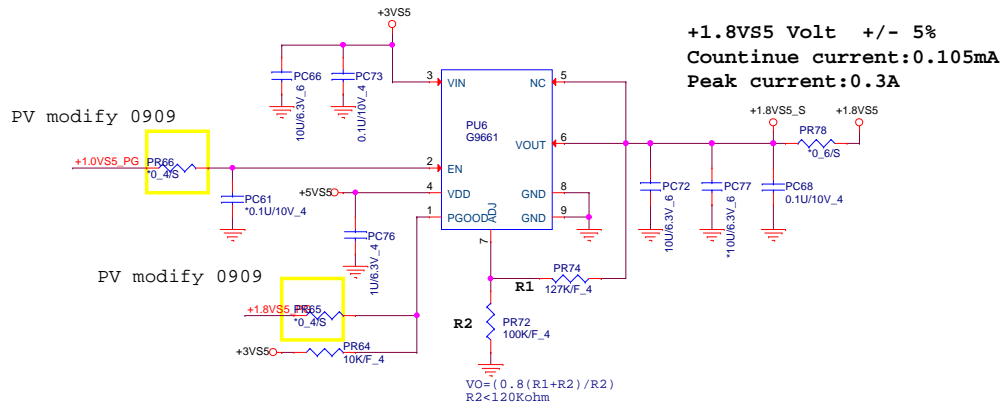 +3VS5
+1.8VS5 Volt +/- 5%
Countinue current:0.105mA
Peak current:0.3A
PC66
10U/6.3V_6
PC73
0.1U/10V_4
3
VIN
NC
5
PU6
G9661
+1.8VS5_S
+1.8VS5
PV modify 0909
PR78
*0_6/S
VOUT
6
+1.0VS5_PG
PR66
*0_4/S
2
EN
PC61
*0.1U/10V_4
+5VS5
4
VDD
GND
8
PC72
10U/6.3V_6
PC77
*10U/6.3V_6
PC68
0.1U/10V_4
1
PGOOD
ADJ
GND
9
PC76
1U/6.3V_4
7
PV modify 0909
R1
PR74
127K/F_4
+1.8VS5_PG
PR65
*0_4/S
R2
PR72
100K/F_4
+3VS5
PR64
10K/F_4
VO=(0.8(R1+R2)/R2)
R2<120Kohm